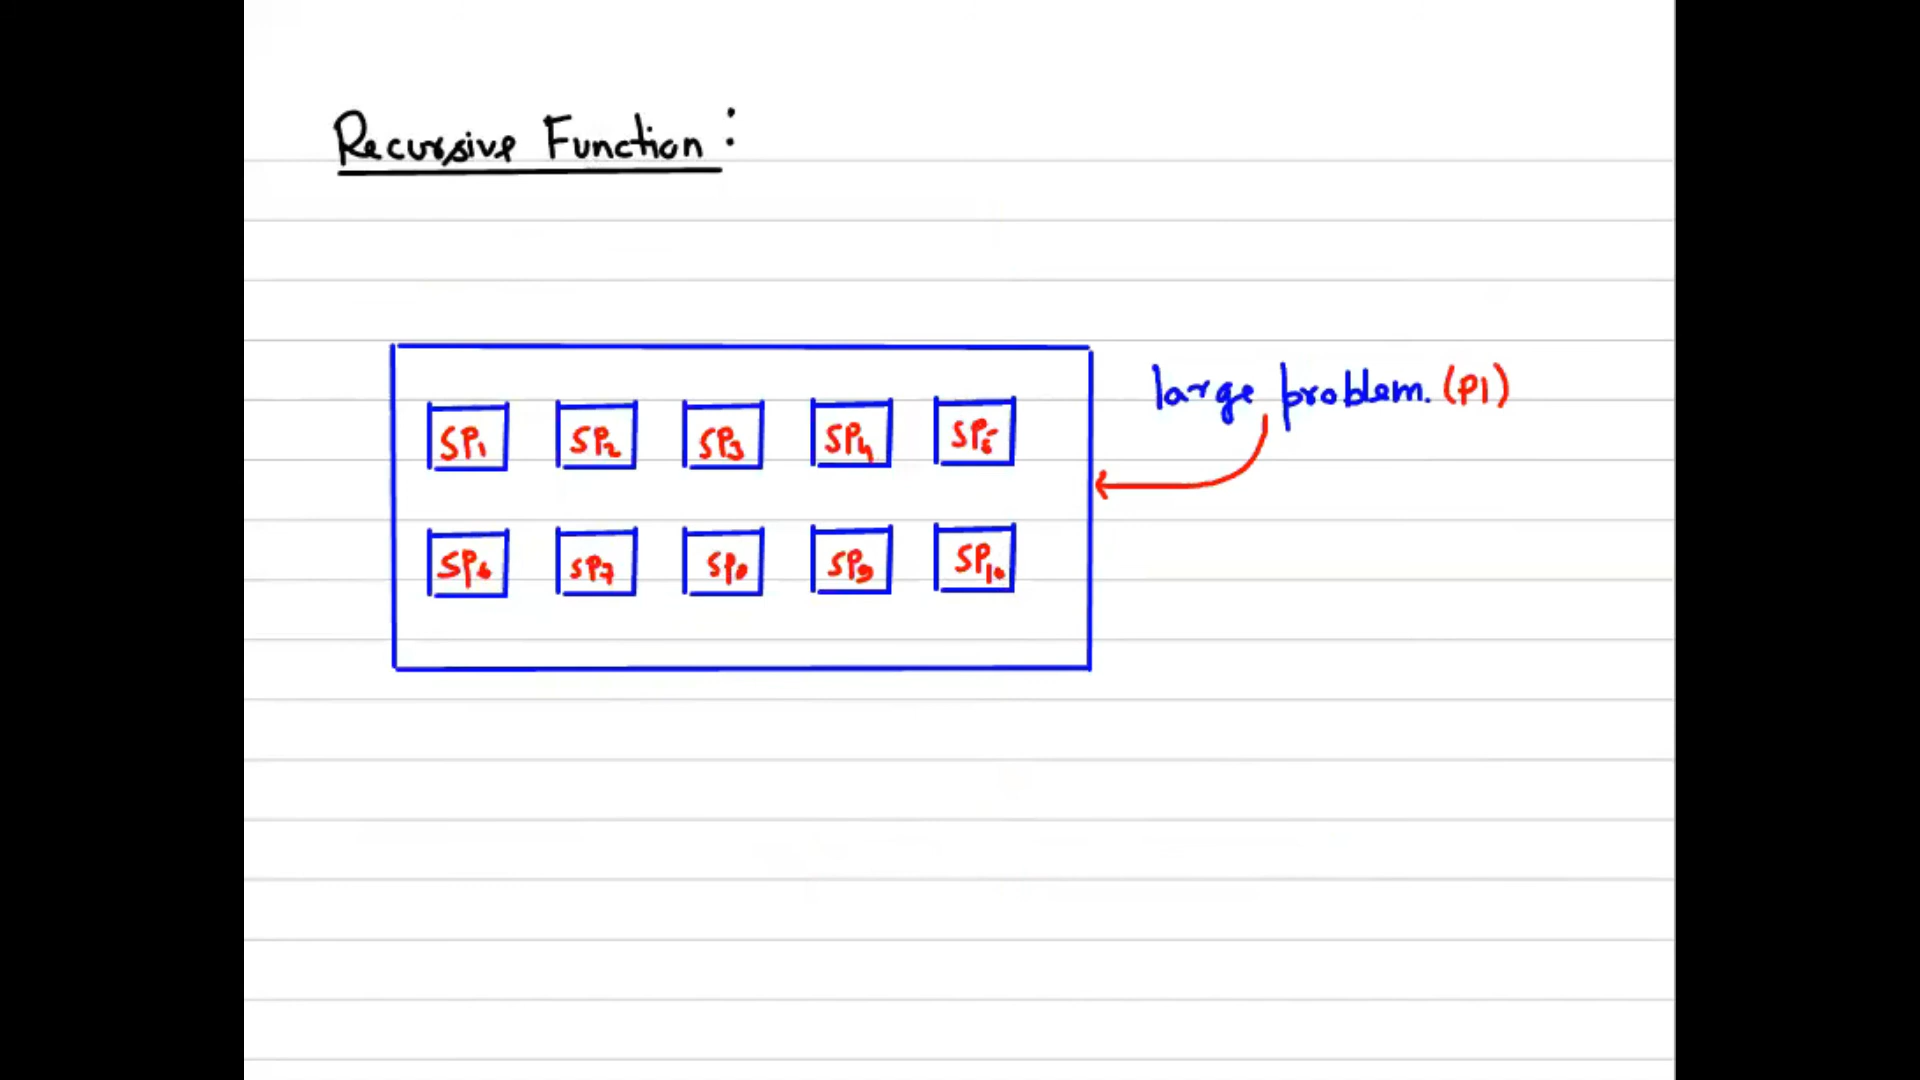 Recursive Function :
large problem. (P1)
SP1 SP2 SP3 SP4 SP5
SP6 SP7 SP8 SP9 SP10